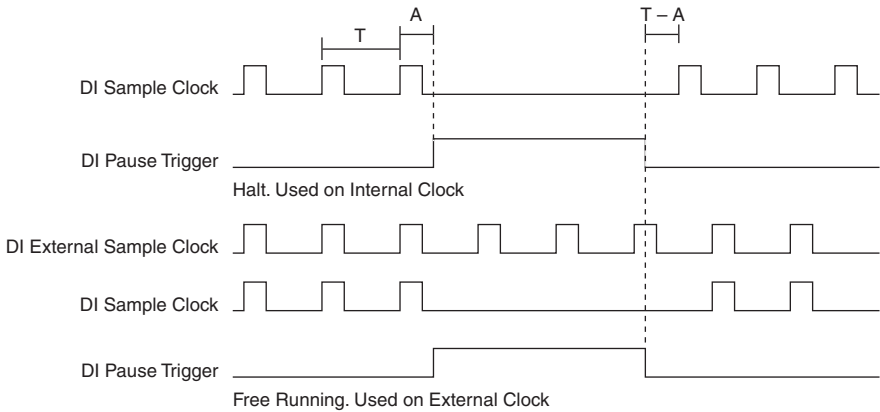 A
T – A
T
DI Sample Clock
DI Pause Trigger
Halt. Used on Internal Clock
DI External Sample Clock
DI Sample Clock
DI Pause Trigger
Free Running. Used on External Clock